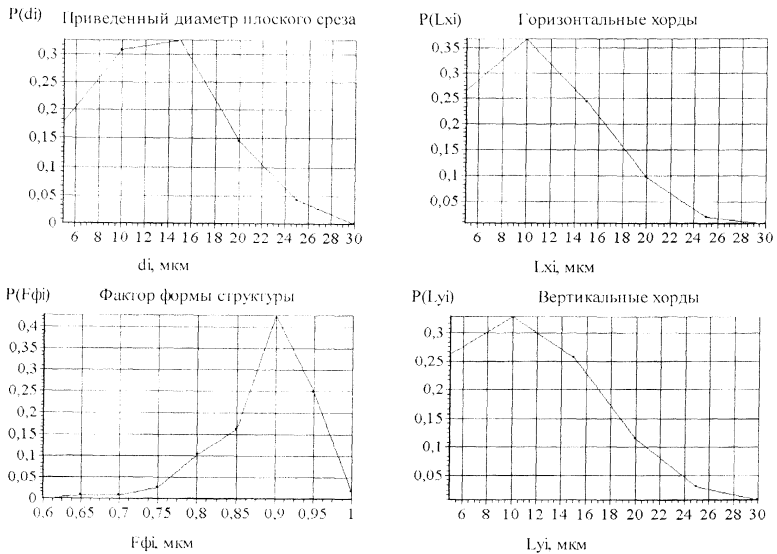 P(di) Приведенный диаметр плоского среза
0,3
0,25
0,2
0,15
0,1
0,05
0
6 8 10 12 14 16 18 20 22 24 26 28 30
di, мкм
P(Lxi) Горизонтальные хорды
0,35
0,3
0,25
0,2
0,15
0,1
0,05
6 8 10 12 14 16 18 20 22 24 26 28 30
Lxi, мкм
P(Fфi) Фактор формы структуры
0,4
0,35
0,3
0,25
0,2
0,15
0,1
0,05
0
0,6 0,65 0,7 0,75 0,8 0,85 0,9 0,95 1
Fфi, мкм
P(Lyi) Вертикальные хорды
0,3
0,25
0,2
0,15
0,1
0,05
6 8 10 12 14 16 18 20 22 24 26 28 30
Lyi, мкм